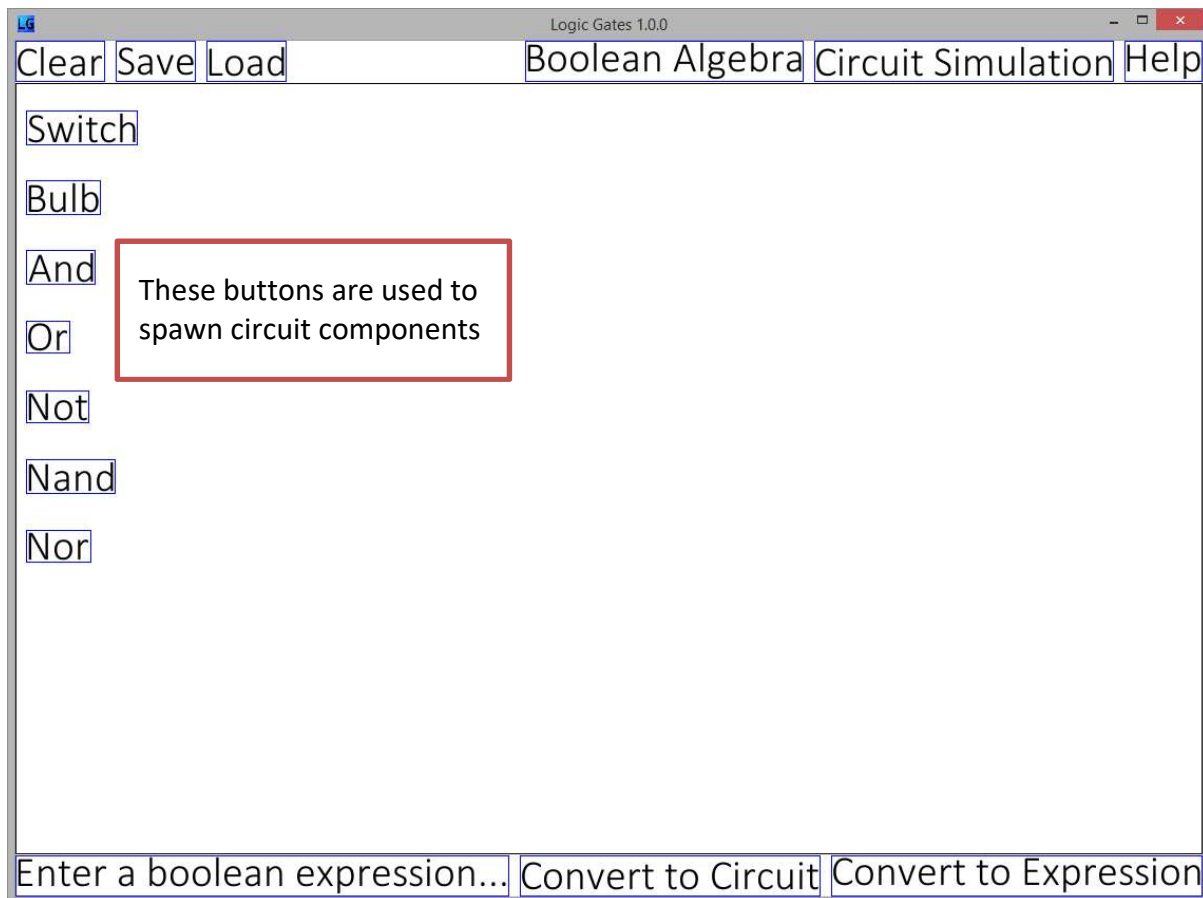 LG Logic Gates 1.0.0
Clear Save Load Boolean Algebra Circuit Simulation Help
Switch
Bulb
And
These buttons are used to
spawn circuit components
Or
Not
Nand
Nor
Enter a boolean expression... Convert to Circuit Convert to Expression